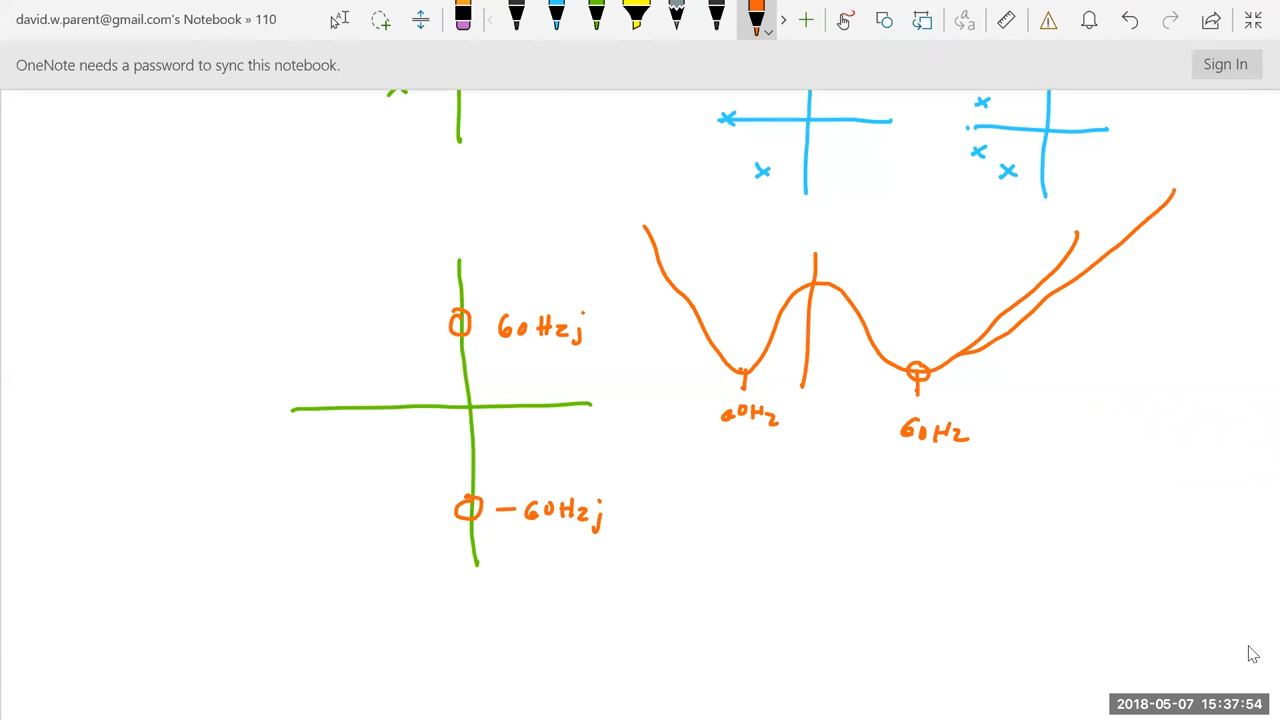 david.w.parent@gmail.com's Notebook » 110
OneNote needs a password to sync this notebook.
Sign In
60Hzj
60Hz
60Hz
-60Hzj
2018-05-07 15:37:54